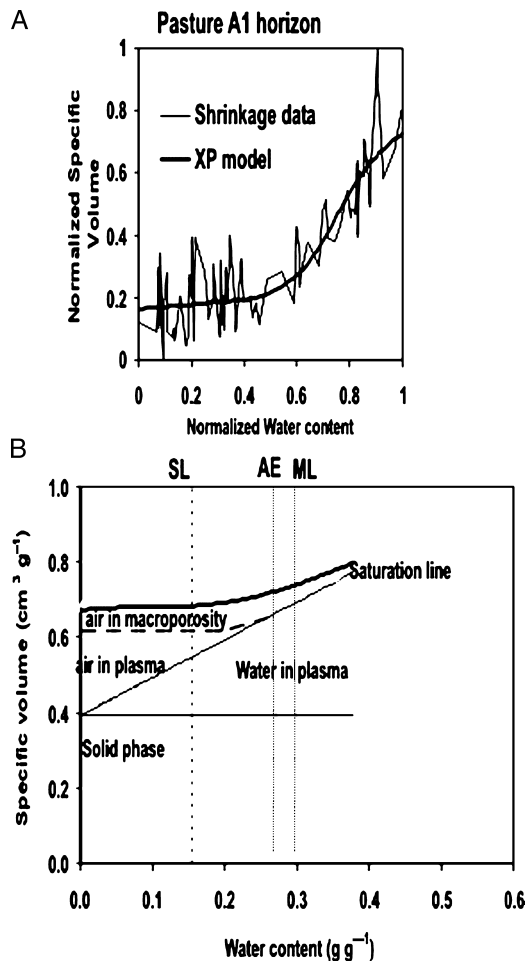 A
Pasture A1 horizon
Normalized Specific
Volume
1
0.8
0.6
0.4
0.2
0
Shrinkage data
XP model
0 0.2 0.4 0.6 0.8 1
Normalized Water content
B
SL AE ML
Specific volume (cm³ g⁻¹)
1.0
0.8
0.6
0.4
0.2
0.0
Saturation line
air in macroporosity
air in plasma
Water in plasma
Solid phase
0.0 0.1 0.2 0.3 0.4 0.5 0.6
Water content (g g⁻¹)